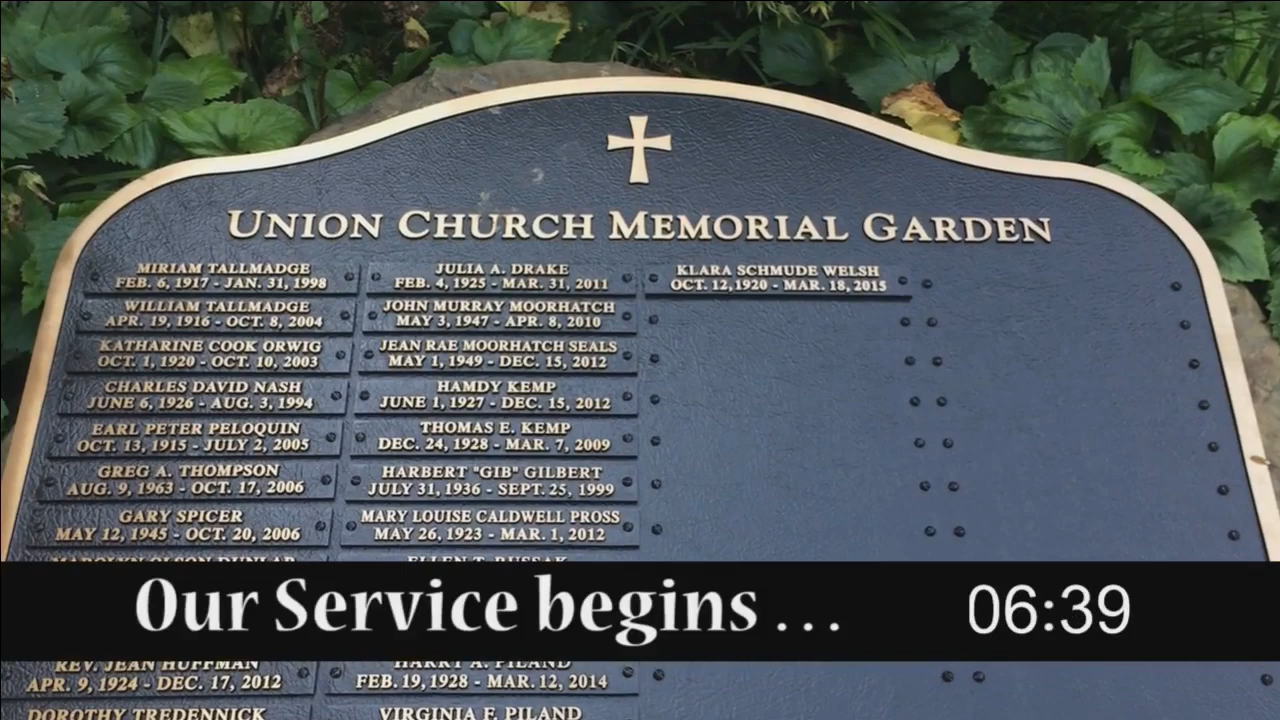 UNION CHURCH MEMORIAL GARDEN
MIRIAM TALLMADGE
FEB. 6, 1917 - JAN. 31, 1998
WILLIAM TALLMADGE
APR. 19, 1916 - OCT. 8, 2004
KATHARINE COOK ORWIG
OCT. 1, 1920 - OCT. 10, 2003
CHARLES DAVID NASH
JUNE 6, 1926 - AUG. 3, 1994
EARL PETER PELOQUIN
OCT. 13, 1915 - JULY 2, 2005
GREG A. THOMPSON
AUG. 9, 1963 - OCT. 17, 2006
GARY SPICER
MAY 12, 1945 - OCT. 20, 2006
JULIA A. DRAKE
FEB. 4, 1925 - MAR. 31, 2011
JOHN MURRAY MOORHATCH
MAY 3, 1947 - APR. 8, 2010
JEAN RAE MOORHATCH SEALS
MAY 1, 1949 - DEC. 15, 2012
HAMDY KEMP
JUNE 1, 1927 - DEC. 15, 2012
THOMAS E. KEMP
DEC. 24, 1928 - MAR. 7, 2009
HARBERT "GIB" GILBERT
JULY 31, 1936 - SEPT. 25, 1999
MARY LOUISE CALDWELL PROSS
MAY 26, 1923 - MAR. 1, 2012
KLARA SCHMUDE WELSH
OCT. 12, 1920 - MAR. 18, 2015
Our Service begins ... 06:39
REV. JEAN HUFFMAN
APR. 9, 1924 - DEC. 17, 2012
DOROTHY TREDENNICK
HARRY A. PILAND
FEB. 19, 1928 - MAR. 12, 2014
VIRGINIA F. PILAND